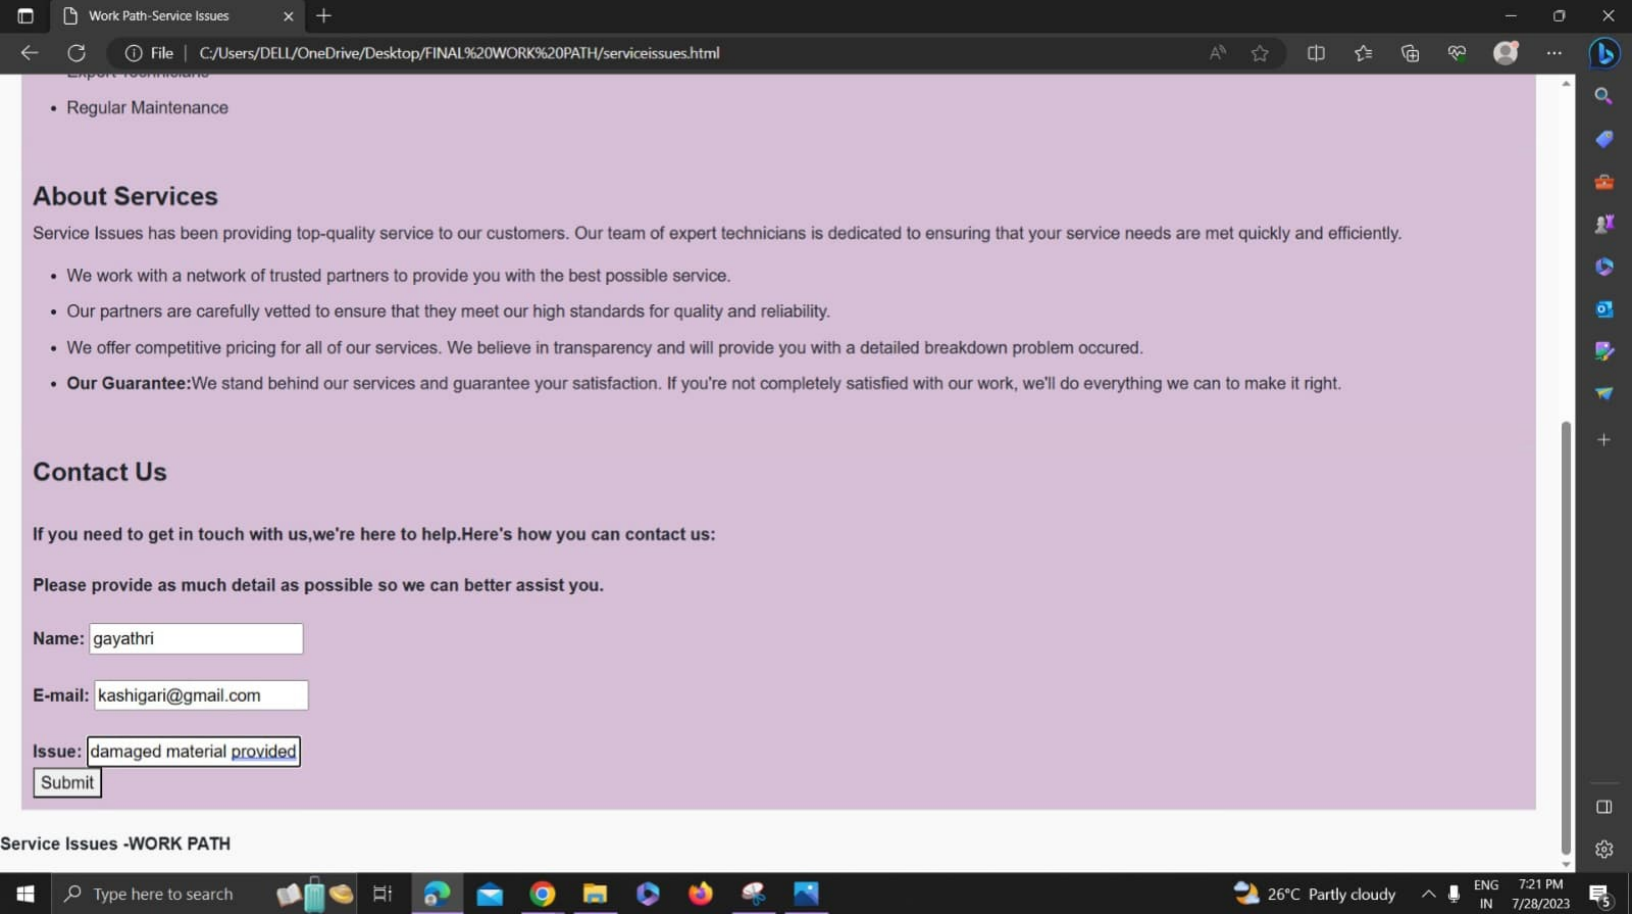 Work Path-Service Issues
File
C:/Users/DELL/OneDrive/Desktop/FINAL%20WORK%20PATH/serviceissues.html
Expert Technicians
• Regular Maintenance
About Services
Service Issues has been providing top-quality service to our customers. Our team of expert technicians is dedicated to ensuring that your service needs are met quickly and efficiently.
• We work with a network of trusted partners to provide you with the best possible service.
• Our partners are carefully vetted to ensure that they meet our high standards for quality and reliability.
• We offer competitive pricing for all of our services. We believe in transparency and will provide you with a detailed breakdown problem occured.
• Our Guarantee:We stand behind our services and guarantee your satisfaction. If you're not completely satisfied with our work, we'll do everything we can to make it right.
Contact Us
If you need to get in touch with us,we're here to help.Here's how you can contact us:
Please provide as much detail as possible so we can better assist you.
Name: gayathri
E-mail: kashigari@gmail.com
Issue: damaged material provided
Submit
Service Issues -WORK PATH
Type here to search
26°C Partly cloudy
ENG
IN
7:21 PM
7/28/2023
5